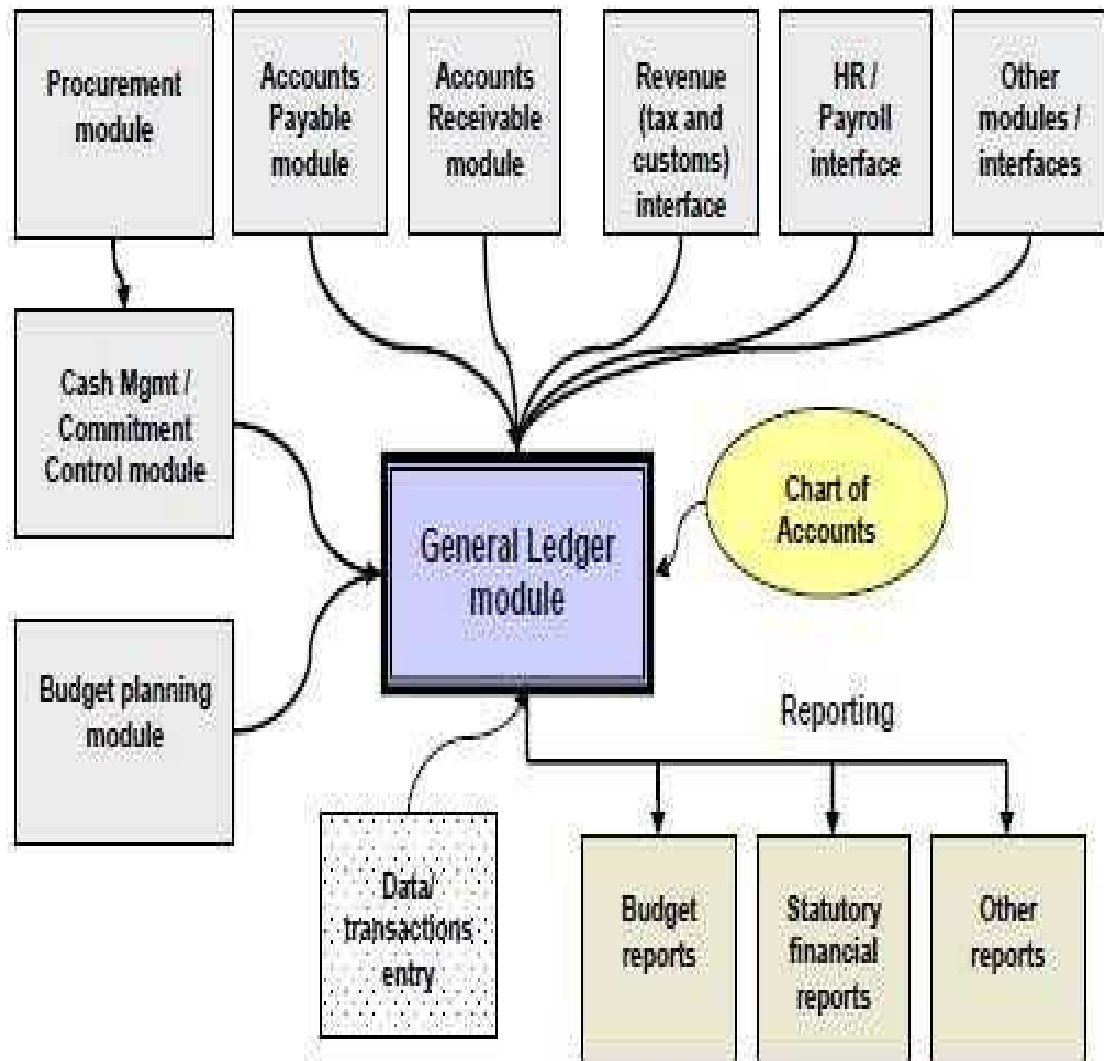 Procurement
module
Accounts
Payable
module
Accounts
Receivable
module
Revenue
(tax and
customs)
interface
HR /
Payroll
interface
Other
modules /
interfaces
Cash Mgmt /
Commitment
Control module
General Ledger
module
Chart of
Accounts
Budget planning
module
Reporting
Data/
transactions
entry
Budget
reports
Statutory
financial
reports
Other
reports